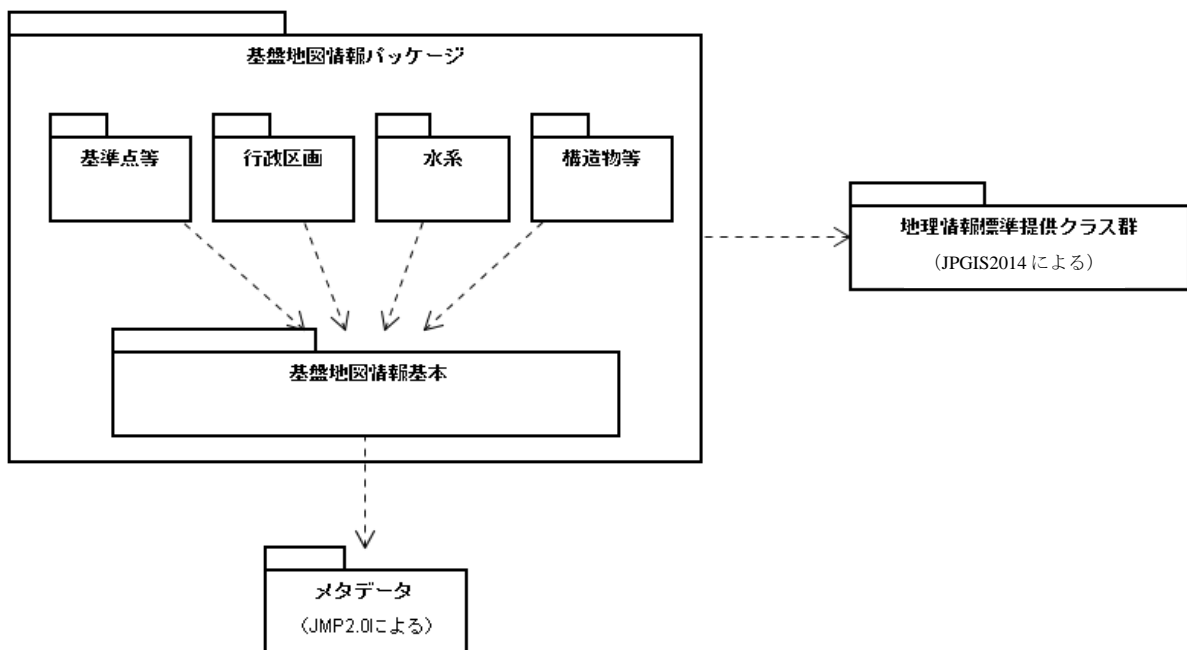 基盤地図情報パッケージ
基準点等
行政区画
水系
構造物等
地理情報標準提供クラス群
（JPGIS2014 による）
基盤地図情報基本
メタデータ
（JMP2.0による）